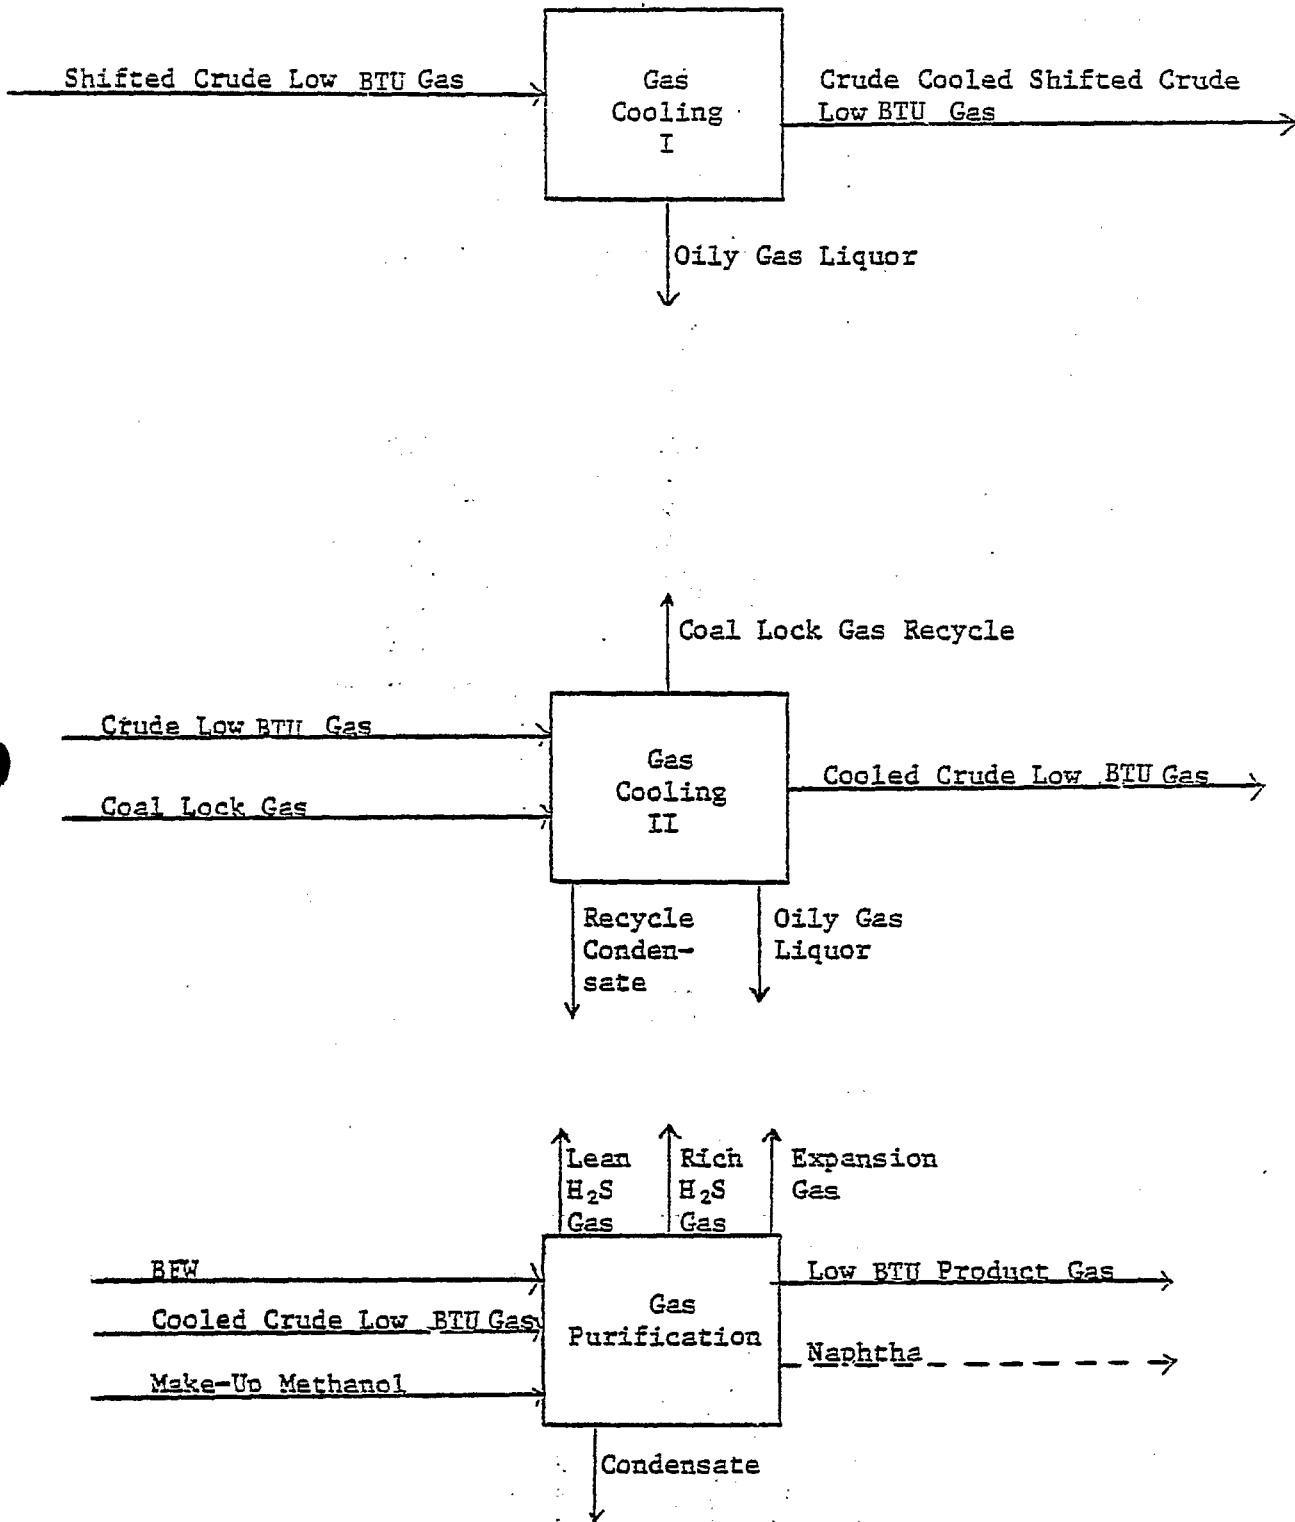 Shifted Crude Low BTU Gas
Gas
Cooling
I
Crude Cooled Shifted Crude
Low BTU Gas
Oily Gas Liquor
Coal Lock Gas Recycle
Crude Low BTU Gas
Coal Lock Gas
Gas
Cooling
II
Cooled Crude Low BTU Gas
Recycle
Conden-
sate
Oily Gas
Liquor
Lean
H₂S
Gas
Rich
H₂S
Gas
Expansion
Gas
BFW
Cooled Crude Low BTU Gas
Make-Up Methanol
Gas
Purification
Low BTU Product Gas
Naphtha
Condensate